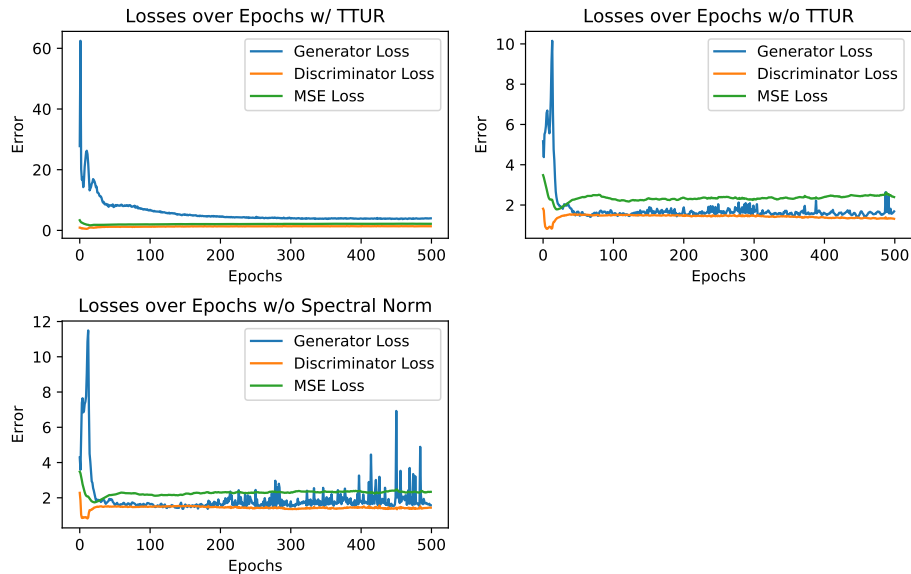 Losses over Epochs w/ TTUR
Error
60
40
20
0
Generator Loss
Discriminator Loss
MSE Loss
0 100 200 300 400 500
Epochs
Losses over Epochs w/o TTUR
Error
10
8
6
4
2
Generator Loss
Discriminator Loss
MSE Loss
0 100 200 300 400 500
Epochs
Losses over Epochs w/o Spectral Norm
Error
12
10
8
6
4
2
Generator Loss
Discriminator Loss
MSE Loss
0 100 200 300 400 500
Epochs